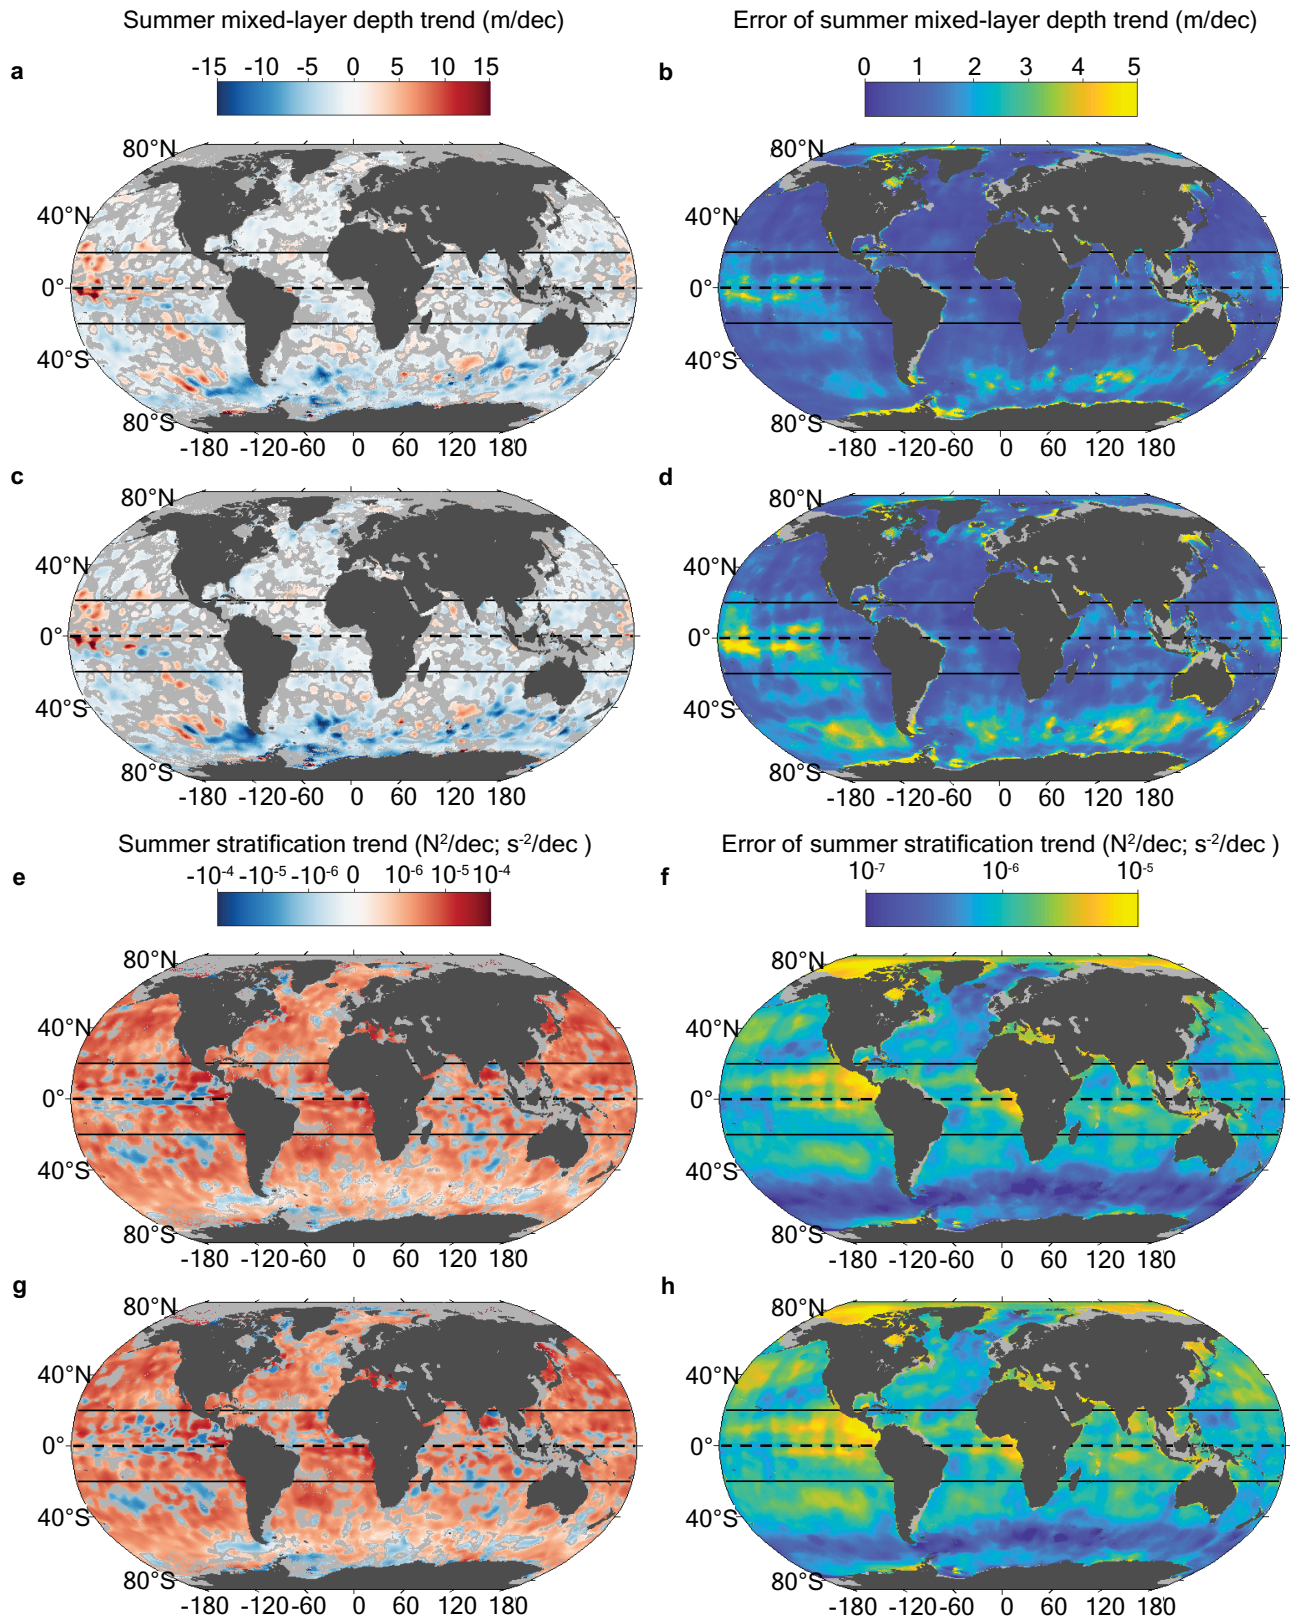 Summer mixed-layer depth trend (m/dec)
Error of summer mixed-layer depth trend (m/dec)
a
-15 -10 -5 0 5 10 15
b
0 1 2 3 4 5
80°N
40°N
0°
40°S
80°S
-180 -120 -60 0 60 120 180
80°N
40°N
0°
40°S
80°S
-180 -120 -60 0 60 120 180
c
80°N
40°N
0°
40°S
80°S
-180 -120 -60 0 60 120 180
d
80°N
40°N
0°
40°S
80°S
-180 -120 -60 0 60 120 180
Summer stratification trend (N²/dec; s⁻²/dec )
Error of summer stratification trend (N²/dec; s⁻²/dec )
e
-10⁻⁴ -10⁻⁵ -10⁻⁶ 0 10⁻⁶ 10⁻⁵ 10⁻⁴
f
10⁻⁷ 10⁻⁶ 10⁻⁵
80°N
40°N
0°
40°S
80°S
-180 -120 -60 0 60 120 180
80°N
40°N
0°
40°S
80°S
-180 -120 -60 0 60 120 180
g
80°N
40°N
0°
40°S
80°S
-180 -120 -60 0 60 120 180
h
80°N
40°N
0°
40°S
80°S
-180 -120 -60 0 60 120 180